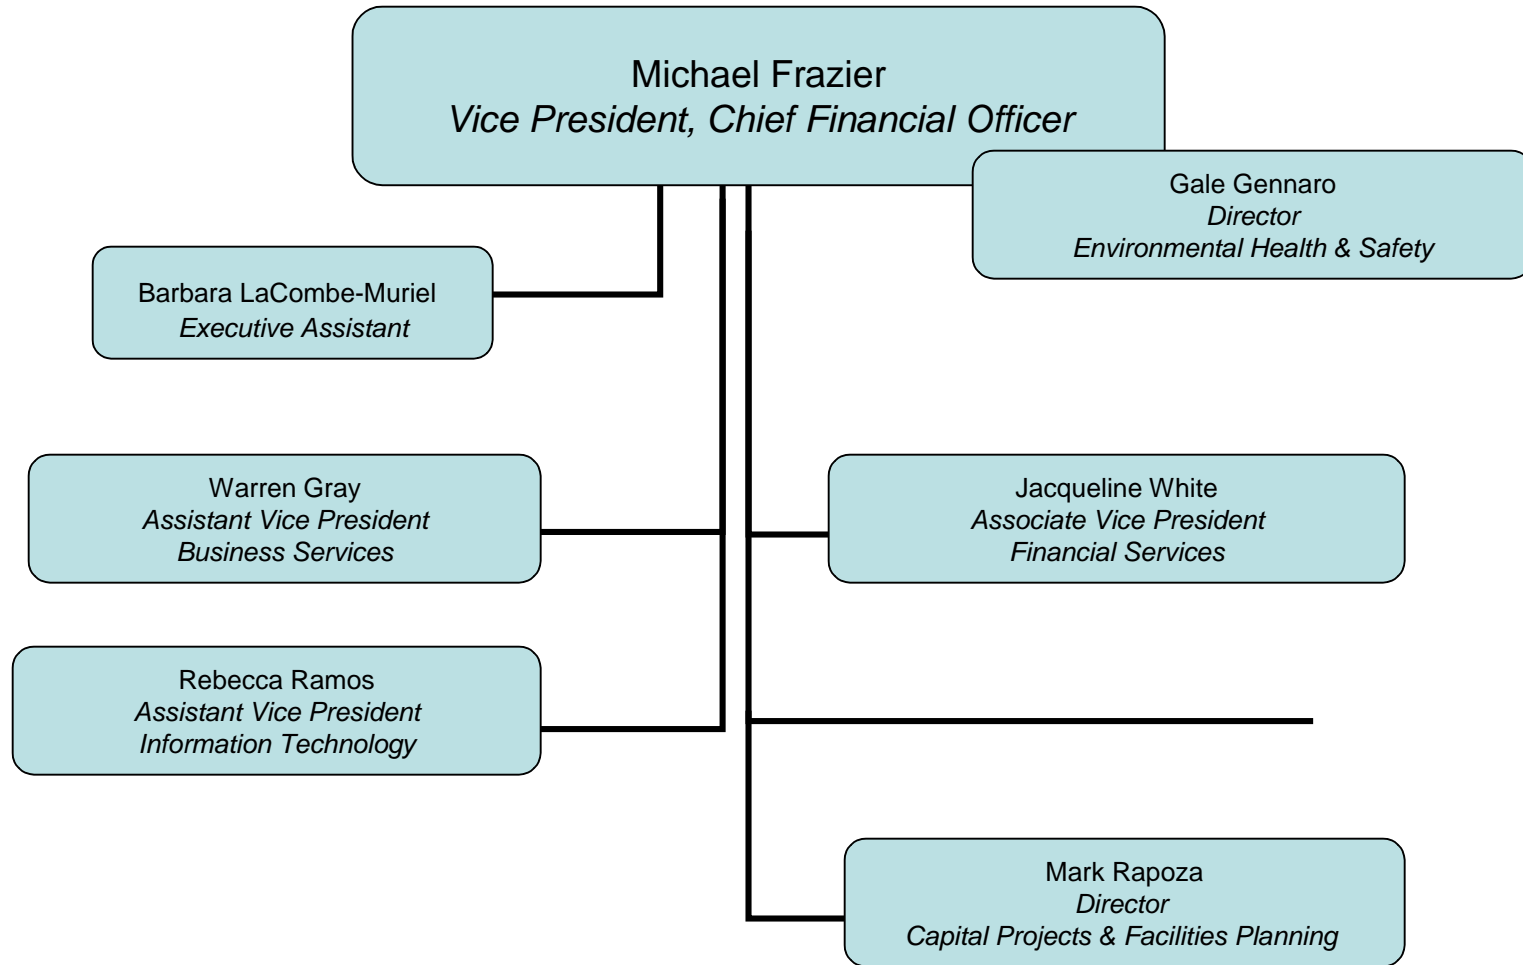 Michael Frazier
Vice President, Chief Financial Officer
Gale Gennaro
Director
Environmental Health & Safety
Barbara LaCombe-Muriel
Executive Assistant
Warren Gray
Assistant Vice President
Business Services
Jacqueline White
Associate Vice President
Financial Services
Rebecca Ramos
Assistant Vice President
Information Technology
Mark Rapoza
Director
Capital Projects & Facilities Planning